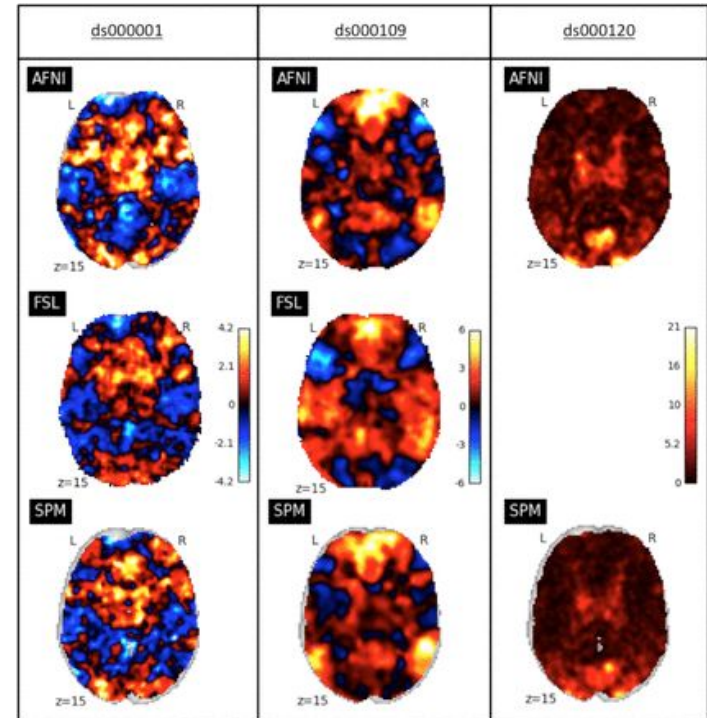 ds000001 ds000109 ds000120
AFNI AFNI AFNI
L R L R L R
z=15 z=15 z=15
FSL FSL
L R L R
4.2 6 21
2.1 3 16
0 0 10
-2.1 -3 5.2
-4.2 -6 0
z=15 z=15
SPM SPM SPM
L R L R L R
z=15 z=15 z=15